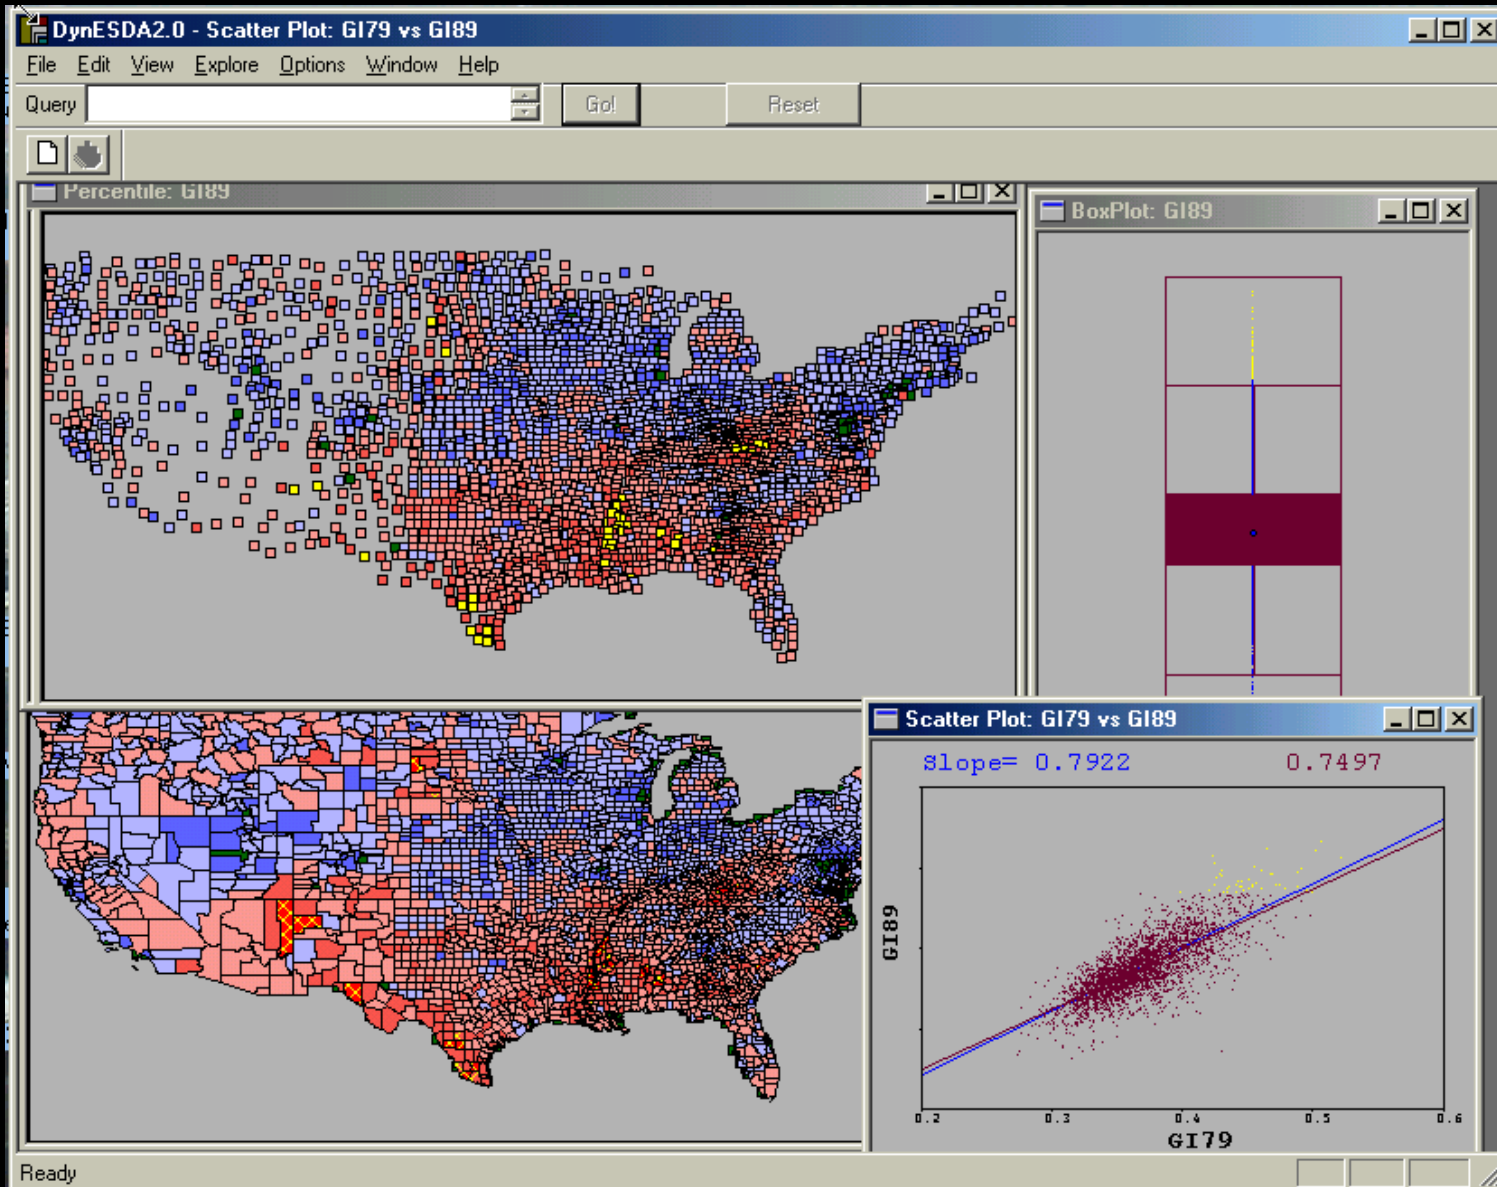 DynESDA2.0 - Scatter Plot: GI79 vs GI89
File Edit View Explore Options Window Help
Query Go! Reset
Percentile: GI89
BoxPlot: GI89
Scatter Plot: GI79 vs GI89
Slope= 0.7922 0.7497
GI89
0.2 0.3 0.4 0.5 0.6
GI79
Ready